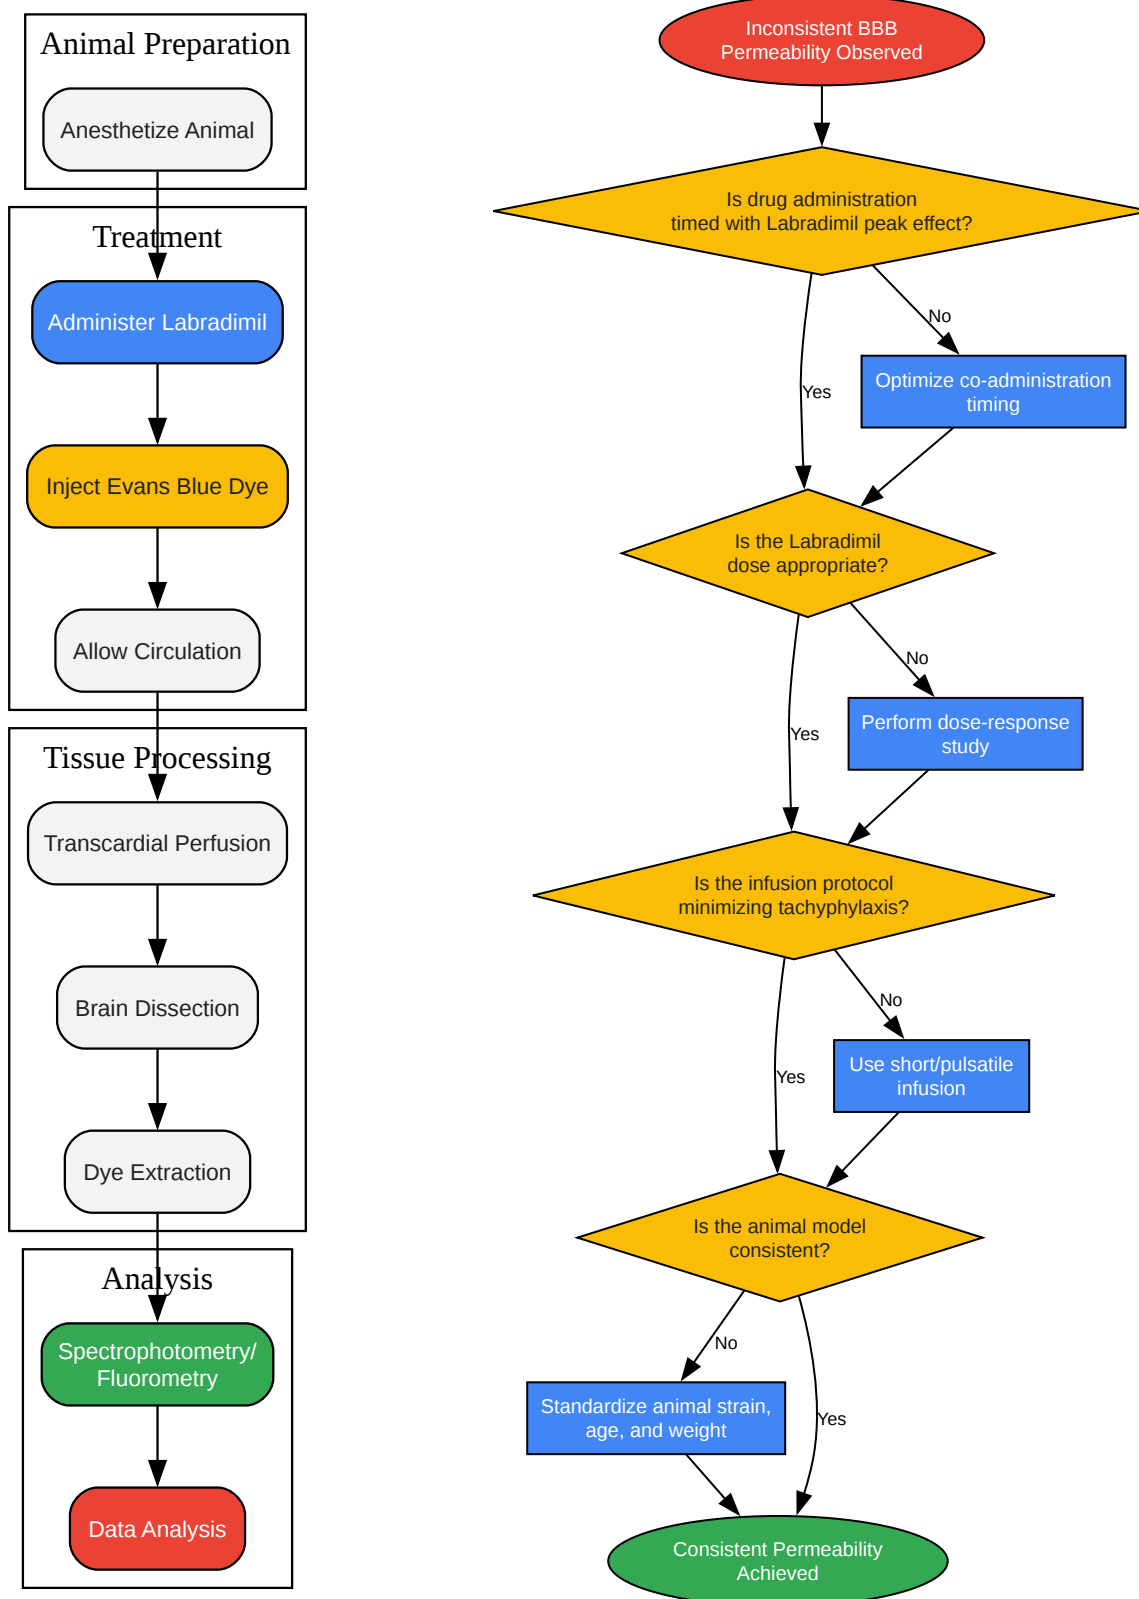 Animal Preparation
Anesthetize Animal
Treatment
Administer Labradimil
Inject Evans Blue Dye
Allow Circulation
Tissue Processing
Transcardial Perfusion
Brain Dissection
Dye Extraction
Analysis
Spectrophotometry/
Fluorometry
Data Analysis
Inconsistent BBB
Permeability Observed
Is drug administration
timed with Labradimil peak effect?
No
Yes
Optimize co-administration
timing
Is the Labradimil
dose appropriate?
No
Yes
Perform dose-response
study
Is the infusion protocol
minimizing tachyphylaxis?
No
Yes
Use short/pulsatile
infusion
Is the animal model
consistent?
No
Yes
Standardize animal strain,
age, and weight
Consistent Permeability
Achieved